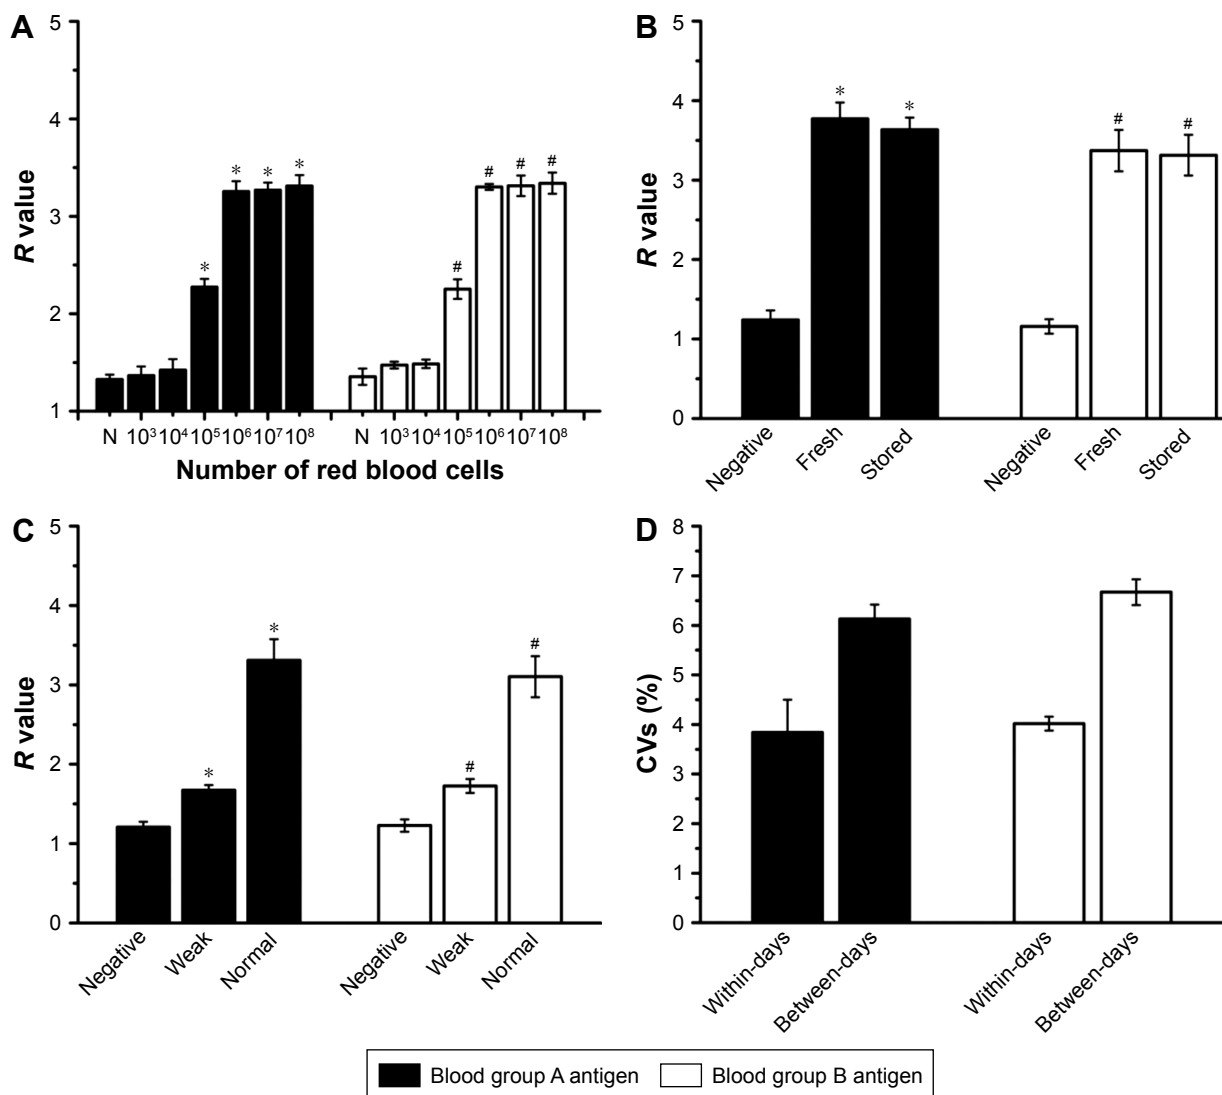 A
5
4
3
2
1
R value
* * * *
# # # #
N 10³ 10⁴ 10⁵ 10⁶ 10⁷ 10⁸ N 10³ 10⁴ 10⁵ 10⁶ 10⁷ 10⁸
Number of red blood cells
B
5
4
3
2
1
0
R value
* *
# #
Negative Fresh Stored Negative Fresh Stored
C
5
4
3
2
1
0
R value
* *
# #
Negative Weak Normal Negative Weak Normal
D
8
7
6
5
4
3
2
1
0
CVs (%)
Within-days Between-days Within-days Between-days
Blood group A antigen Blood group B antigen